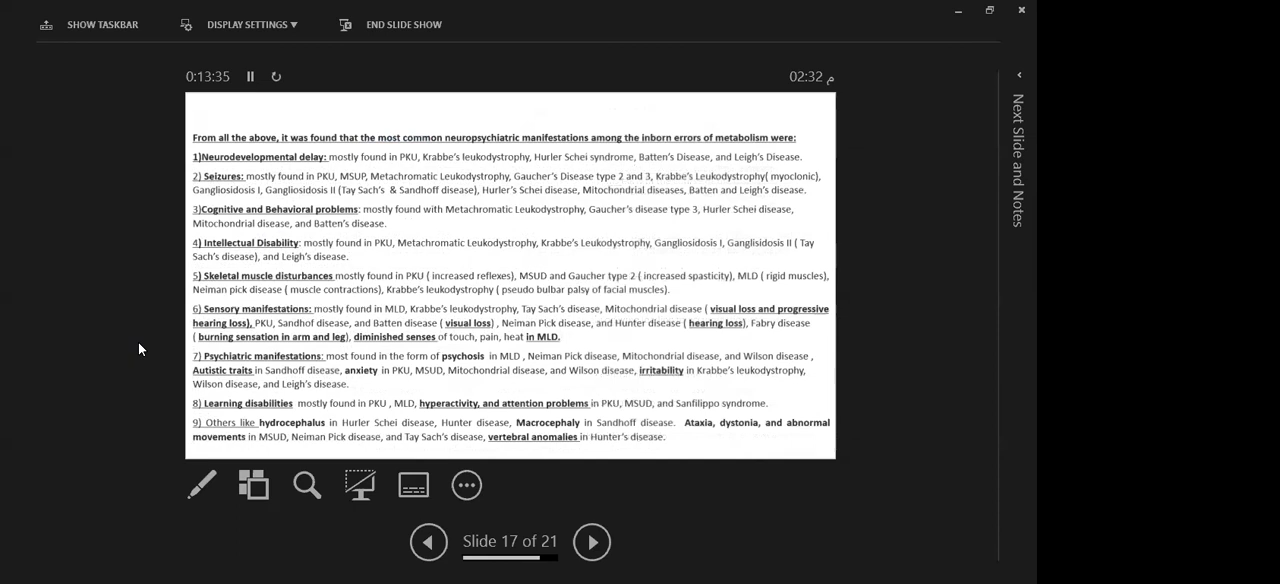 SHOW TASKBAR DISPLAY SETTINGS ▼ END SLIDE SHOW
0:13:35 02:32 م
Next Slide and Notes
From all the above, it was found that the most common neuropsychiatric manifestations among the inborn errors of metabolism were:
1)Neurodevelopmental delay: mostly found in PKU, Krabbe's leukodystrophy, Hurler Schei syndrome, Batten's Disease, and Leigh's Disease.
2) Seizures: mostly found in PKU, MSUP, Metachromatic Leukodystrophy, Gaucher's Disease type 2 and 3, Krabbe's Leukodystrophy( myoclonic),
Gangliosidosis I, Gangliosidosis II (Tay Sach's & Sandhoff disease), Hurler's Schei disease, Mitochondrial diseases, Batten and Leigh's disease.
3)Cognitive and Behavioral problems: mostly found with Metachromatic Leukodystrophy, Gaucher's disease type 3, Hurler Schei disease,
Mitochondrial disease, and Batten's disease.
4) Intellectual Disability: mostly found in PKU, Metachromatic Leukodystrophy, Krabbe's Leukodystrophy, Gangliosidosis I, Ganglisidosis II ( Tay
Sach's disease), and Leigh's disease.
5) Skeletal muscle disturbances mostly found in PKU ( increased reflexes), MSUD and Gaucher type 2 ( increased spasticity), MLD ( rigid muscles),
Neiman pick disease ( muscle contractions), Krabbe's leukodystrophy ( pseudo bulbar palsy of facial muscles).
6) Sensory manifestations: mostly found in MLD, Krabbe's leukodystrophy, Tay Sach's disease, Mitochondrial disease ( visual loss and progressive
hearing loss), PKU, Sandhof disease, and Batten disease ( visual loss) , Neiman Pick disease, and Hunter disease ( hearing loss), Fabry disease
( burning sensation in arm and leg), diminished senses of touch, pain, heat in MLD.
7) Psychiatric manifestations: most found in the form of psychosis in MLD , Neiman Pick disease, Mitochondrial disease, and Wilson disease ,
Autistic traits in Sandhoff disease, anxiety in PKU, MSUD, Mitochondrial disease, and Wilson disease, irritability in Krabbe's leukodystrophy,
Wilson disease, and Leigh's disease.
8) Learning disabilities mostly found in PKU , MLD, hyperactivity, and attention problems in PKU, MSUD, and Sanfilippo syndrome.
9) Others like hydrocephalus in Hurler Schei disease, Hunter disease, Macrocephaly in Sandhoff disease. Ataxia, dystonia, and abnormal
movements in MSUD, Neiman Pick disease, and Tay Sach's disease, vertebral anomalies in Hunter's disease.
Slide 17 of 21